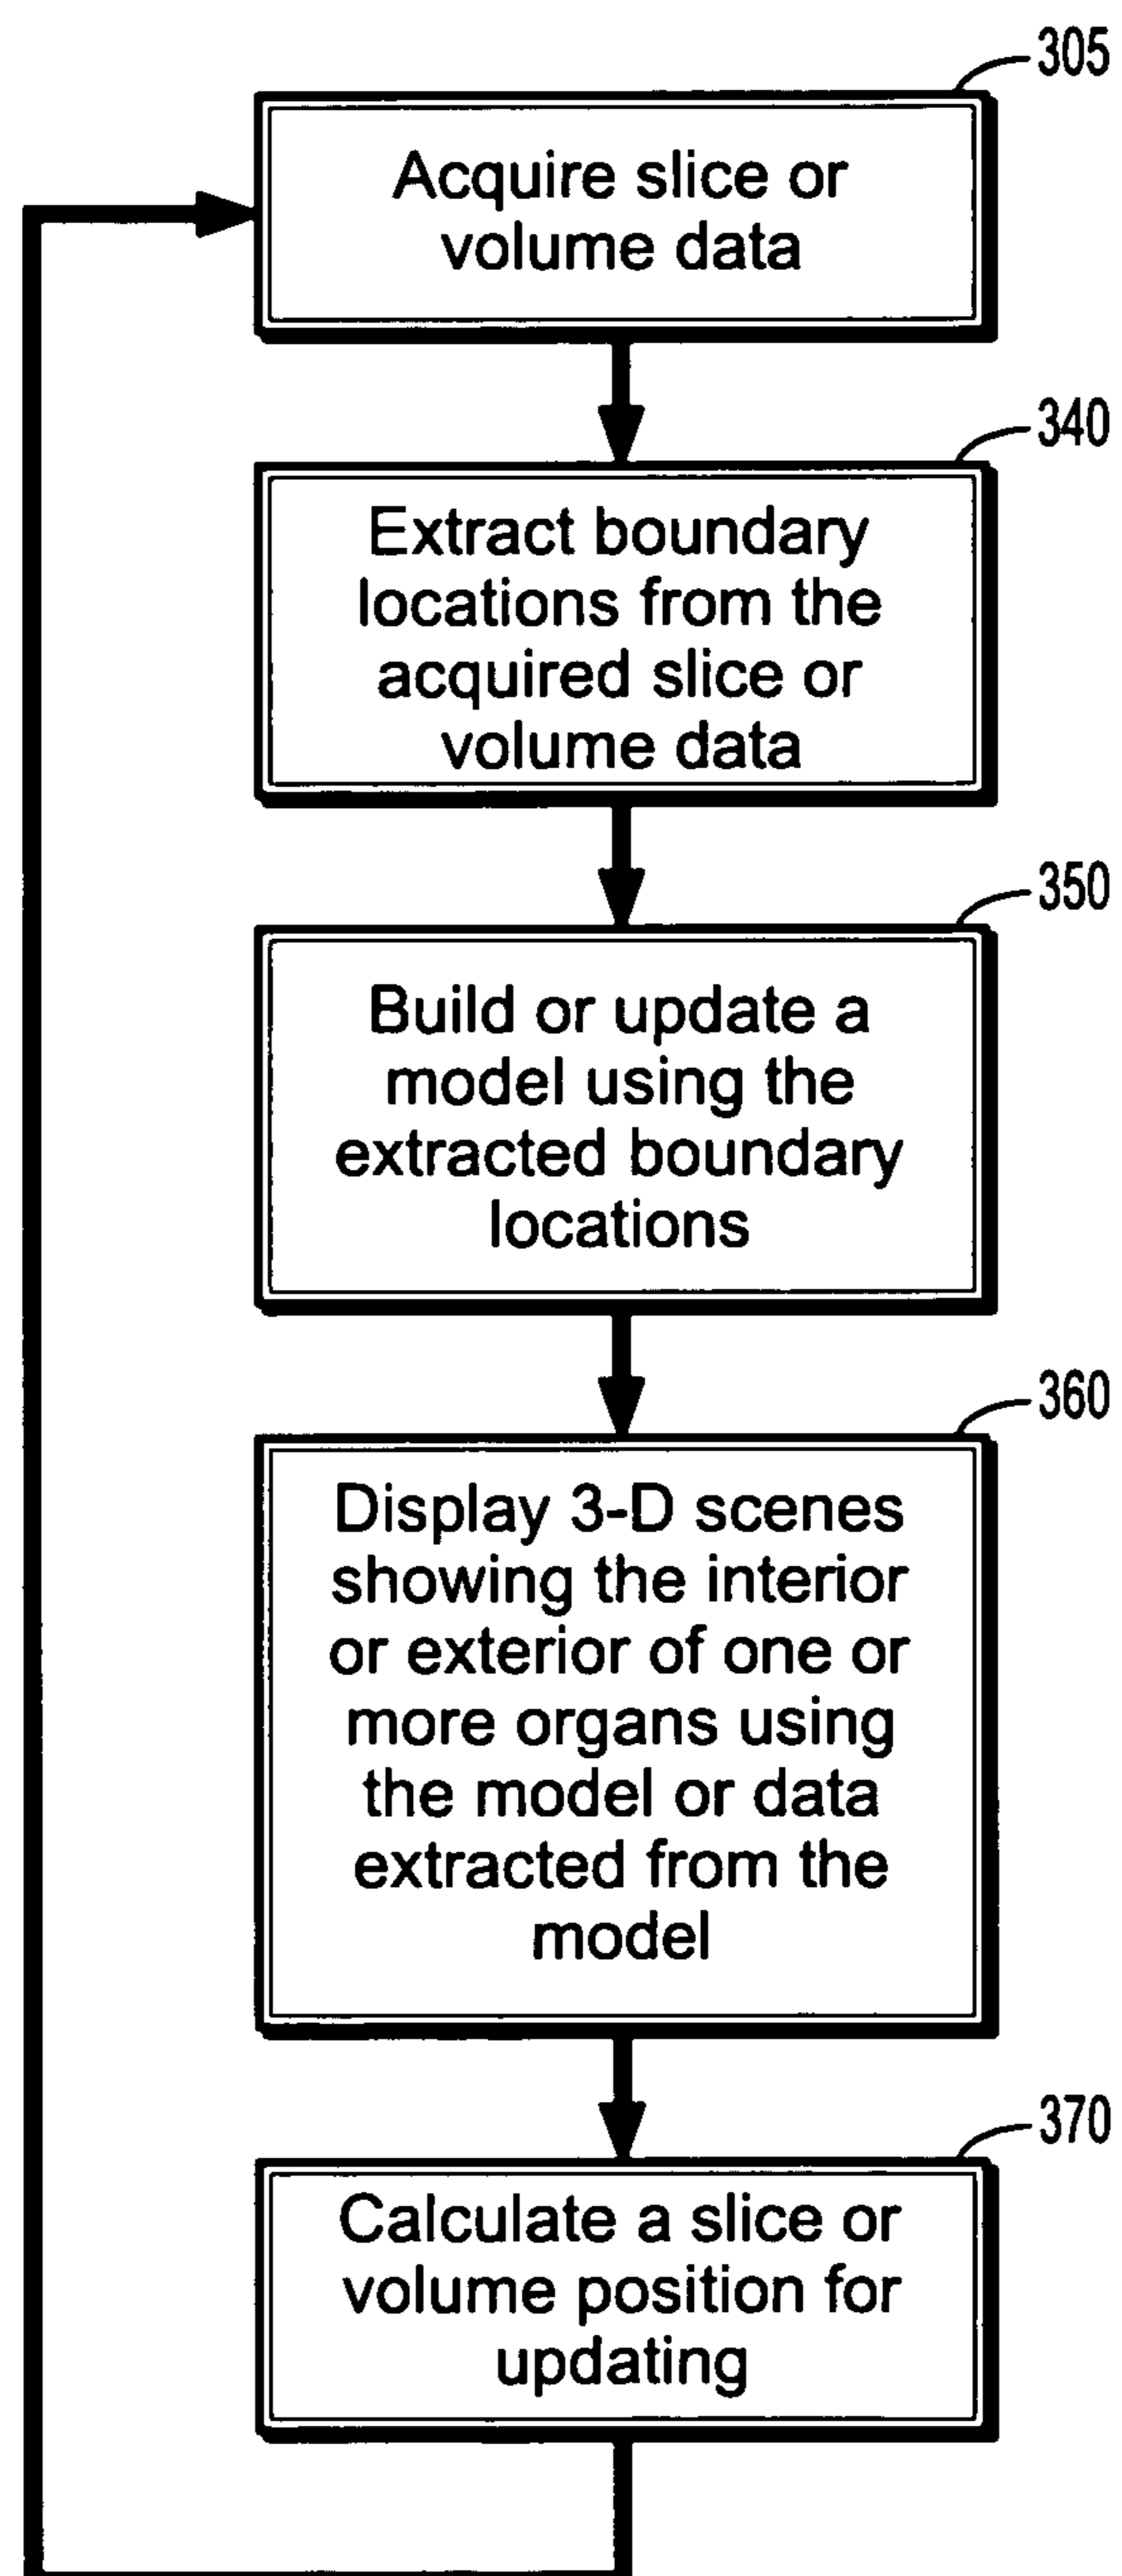 305
Acquire slice or
volume data
340
Extract boundary
locations from the
acquired slice or
volume data
350
Build or update a
model using the
extracted boundary
locations
360
Display 3-D scenes
showing the interior
or exterior of one or
more organs using
the model or data
extracted from the
model
370
Calculate a slice or
volume position for
updating